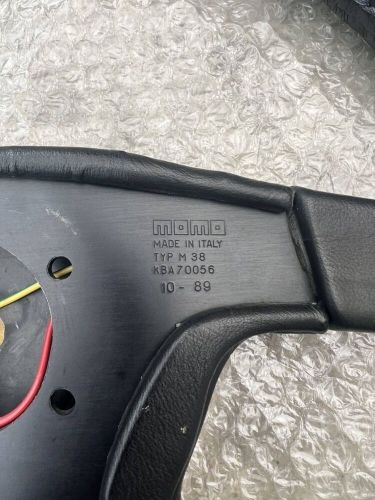 momo
MADE IN ITALY
TYP M 38
KBA70056
10 - 89